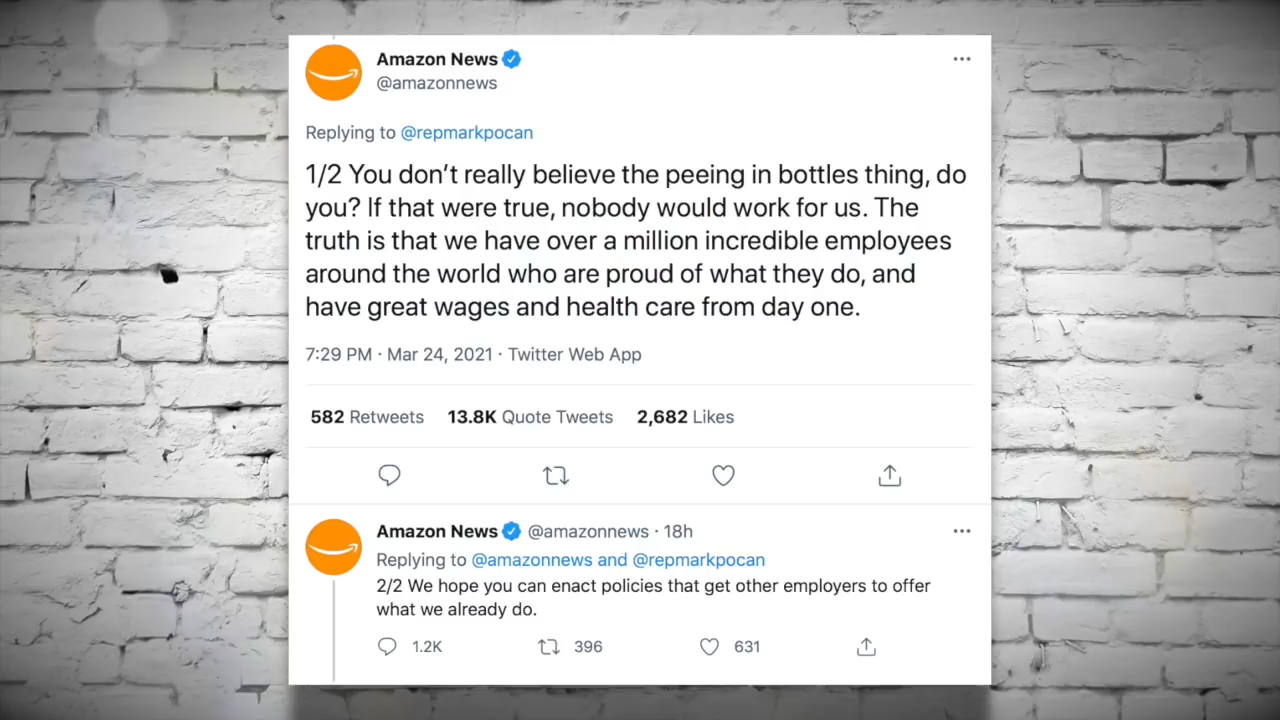 Amazon News
@amazonnews
Replying to @repmarkpocan
1/2 You don’t really believe the peeing in bottles thing, do
you? If that were true, nobody would work for us. The
truth is that we have over a million incredible employees
around the world who are proud of what they do, and
have great wages and health care from day one.
7:29 PM · Mar 24, 2021 · Twitter Web App
582 Retweets 13.8K Quote Tweets 2,682 Likes
Amazon News @amazonnews · 18h
Replying to @amazonnews and @repmarkpocan
2/2 We hope you can enact policies that get other employers to offer
what we already do.
1.2K 396 631